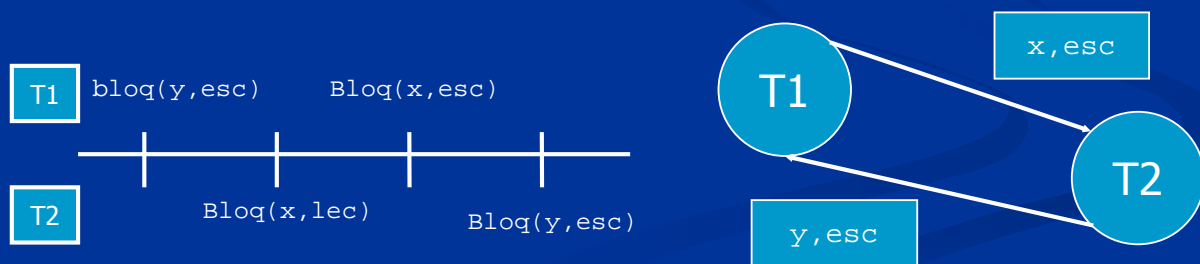 T1
bloq(y,esc)
Bloq(x,esc)
T2
Bloq(x,lec)
Bloq(y,esc)
T1
x,esc
T2
y,esc